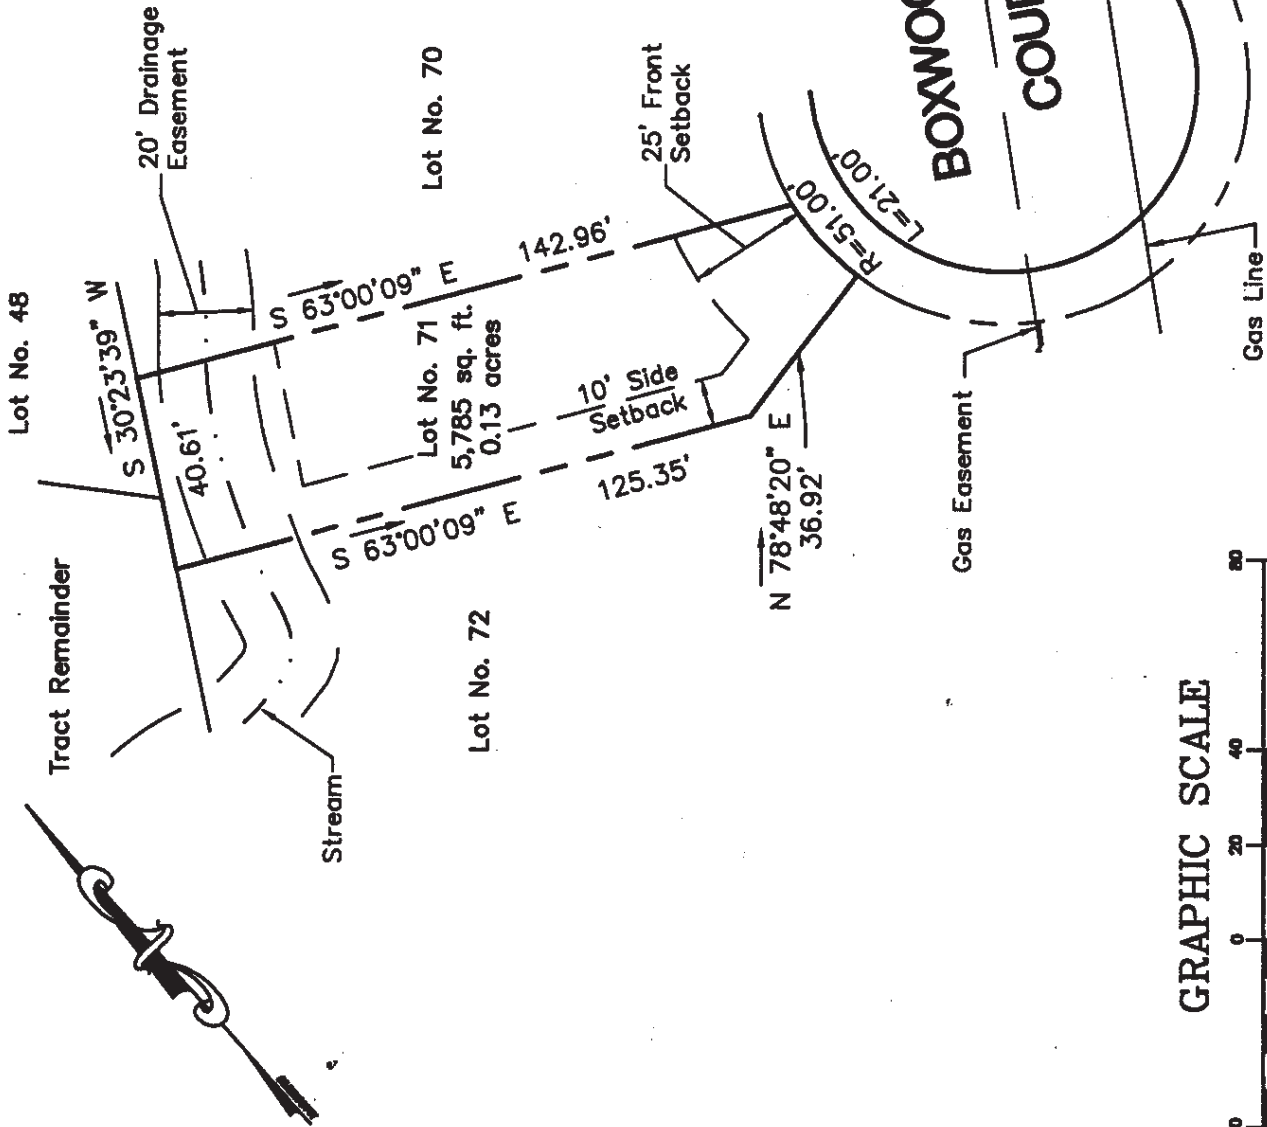 Lot No. 48
Tract Remainder
20' Drainage
Easement
S 30°23'39" W
40.61'
Lot No. 70
S 63°00'09" E
142.96'
25' Front
Setback
Lot No. 71
5,785 sq. ft.
0.13 acres
10' Side
Setback
S 63°00'09" E
125.35'
Lot No. 72
Stream
N 78°48'20" E
36.92'
R=51.00'
L=21.00'
BOXWOO
COU
Gas Easement
Gas Line
GRAPHIC SCALE
0 20 40 80